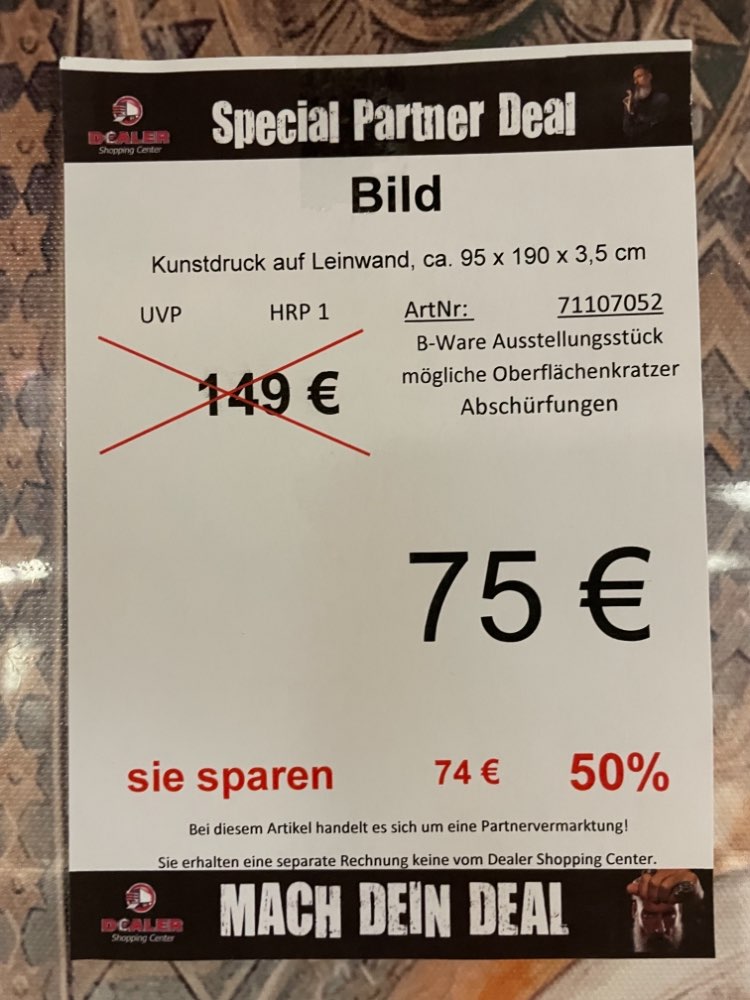 DEALER
Shopping Center
Special Partner Deal
Bild
Kunstdruck auf Leinwand, ca. 95 x 190 x 3,5 cm
UVP HRP 1 ArtNr: 71107052
B-Ware Ausstellungsstück
149 € mögliche Oberflächenkratzer
Abschürfungen
75 €
sie sparen 74 € 50%
Bei diesem Artikel handelt es sich um eine Partnervermarktung!
Sie erhalten eine separate Rechnung keine vom Dealer Shopping Center.
DEALER
Shopping Center
MACH DEIN DEAL